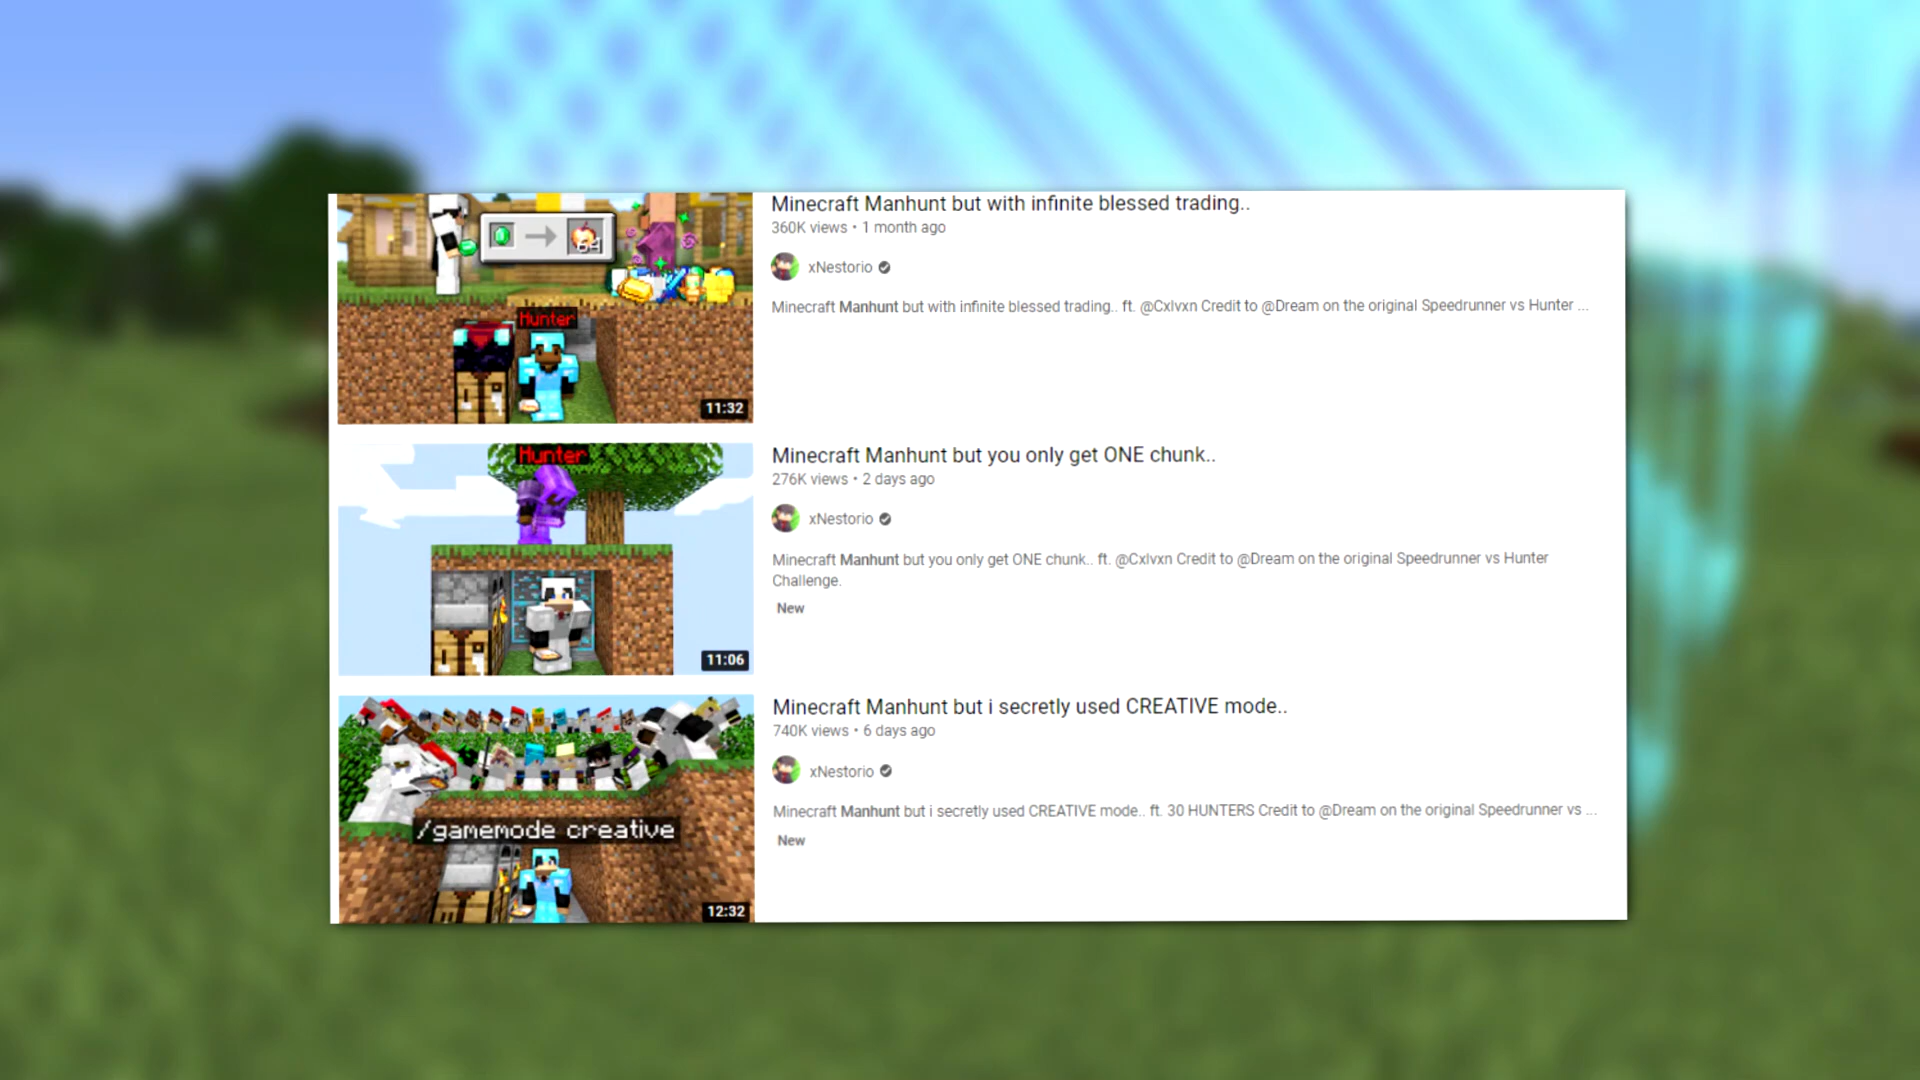 Minecraft Manhunt but with infinite blessed trading..
360K views • 1 month ago
xNestorio
Minecraft Manhunt but with infinite blessed trading.. ft. @Cxlvxn Credit to @Dream on the original Speedrunner vs Hunter ...
64
Hunter
11:32
Minecraft Manhunt but you only get ONE chunk..
276K views • 2 days ago
xNestorio
Minecraft Manhunt but you only get ONE chunk.. ft. @Cxlvxn Credit to @Dream on the original Speedrunner vs Hunter
Challenge.
New
Hunter
11:06
Minecraft Manhunt but i secretly used CREATIVE mode..
740K views • 6 days ago
xNestorio
Minecraft Manhunt but i secretly used CREATIVE mode.. ft. 30 HUNTERS Credit to @Dream on the original Speedrunner vs ...
New
/gamemode creative
12:32